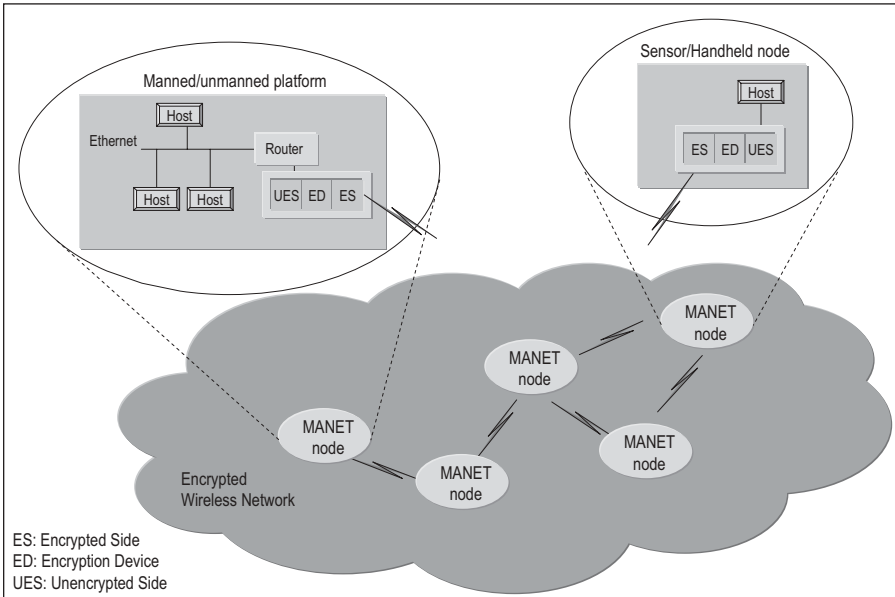 Manned/unmanned platform
Host
Ethernet
Router
Host
Host
UES ED ES
Sensor/Handheld node
Host
ES ED UES
MANET
node
MANET
node
MANET
node
MANET
node
MANET
node
Encrypted
Wireless Network
ES: Encrypted Side
ED: Encryption Device
UES: Unencrypted Side